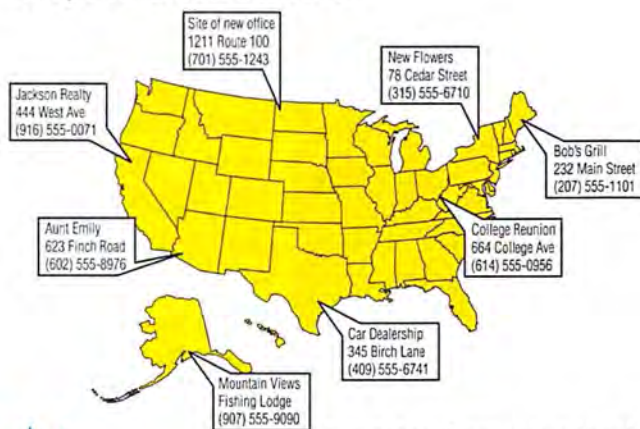 Site of new office
1211 Route 100
(701) 555-1243
New Flowers
78 Cedar Street
(315) 555-6710
Jackson Realty
444 West Ave
(916) 555-0071
Bob's Grill
232 Main Street
(207) 555-1101
Aunt Emily
623 Finch Road
(602) 555-8976
College Reunion
664 College Ave
(614) 555-0956
Car Dealership
345 Birch Lane
(409) 555-6741
Mountain Views
Fishing Lodge
(907) 555-9090